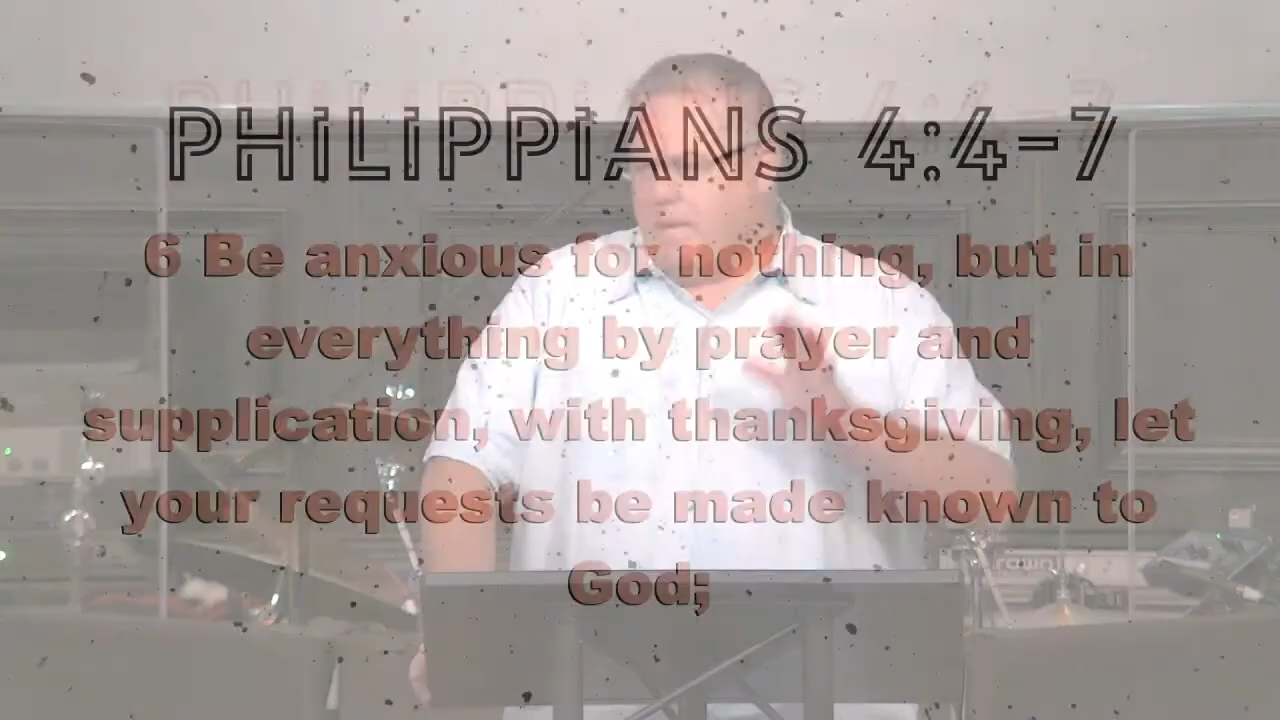 PHiLiPPiANS 4:4-7
6 Be anxious for nothing, but in
everything by prayer and
supplication, with thanksgiving, let
your requests be made known to
God;